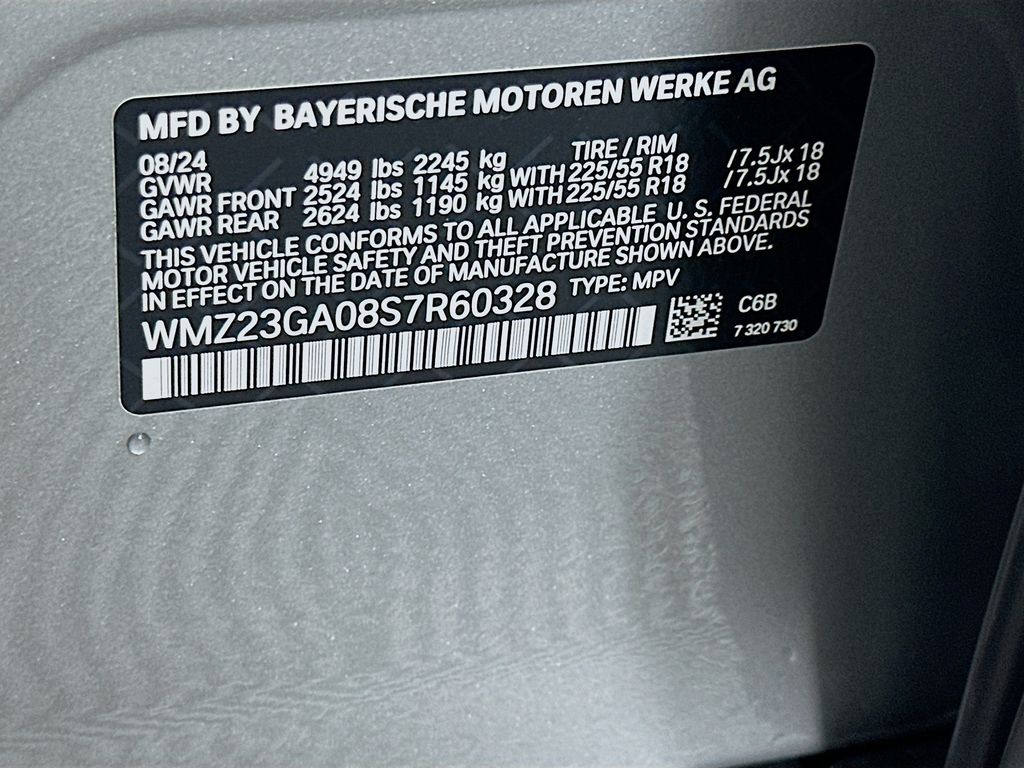 MFD BY BAYERISCHE MOTOREN WERKE AG
08/24 TIRE / RIM
GVWR 4949 lbs 2245 kg
GAWR FRONT 2524 lbs 1145 kg WITH 225/55 R18 /7.5Jx 18
GAWR REAR 2624 lbs 1190 kg WITH 225/55 R18 /7.5Jx 18
THIS VEHICLE CONFORMS TO ALL APPLICABLE U. S. FEDERAL
MOTOR VEHICLE SAFETY AND THEFT PREVENTION STANDARDS
IN EFFECT ON THE DATE OF MANUFACTURE SHOWN ABOVE.
WMZ23GA08S7R60328 TYPE: MPV
C6B
7 320 730